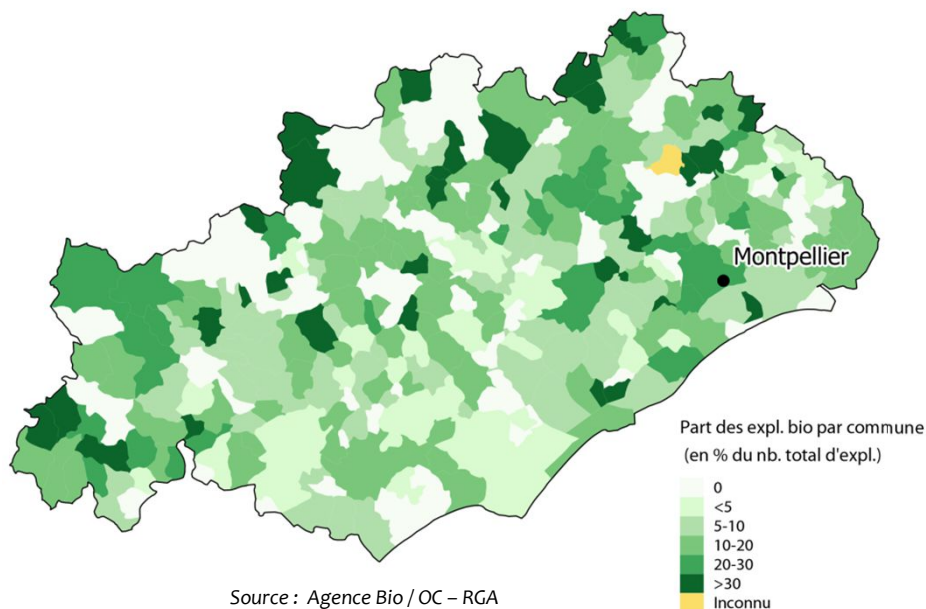 Montpellier
Part des expl. bio par commune
(en % du nb. total d'expl.)
0
<5
5-10
10-20
20-30
>30
Inconnu
Source : Agence Bio / OC – RGA